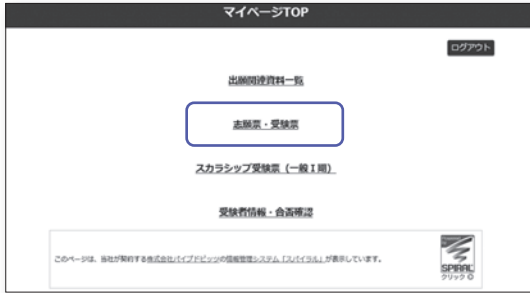 マイページTOP
ログアウト
出願関連資料一覧
志願票・受験票
スカラシップ受験票(一般Ⅰ期)
受験者情報・合否確認
このページは、当社が契約する株式会社パイプドビッツの情報管理システム「スパイラル」が表示しています。
SPIRAL
クリック